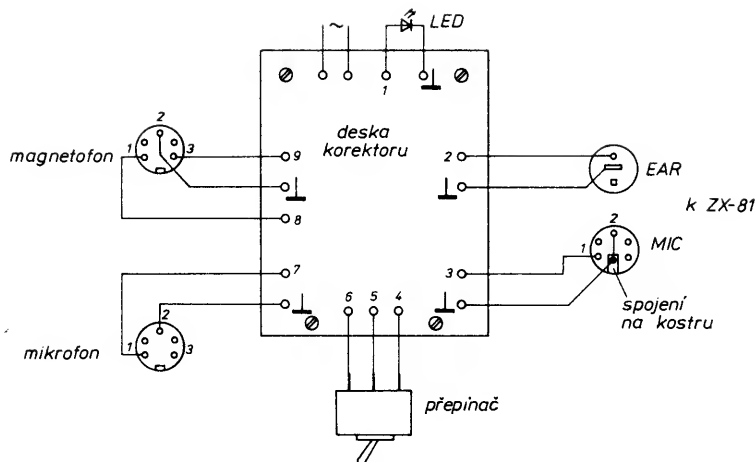 ~
LED
1
deska
korektoru
magnetofon
1
2
3
9
8
7
2
EAR
k ZX-81
MIC
1
2
3
spojení
na kostru
mikrofon
1
2
3
6
5
4
přepínač